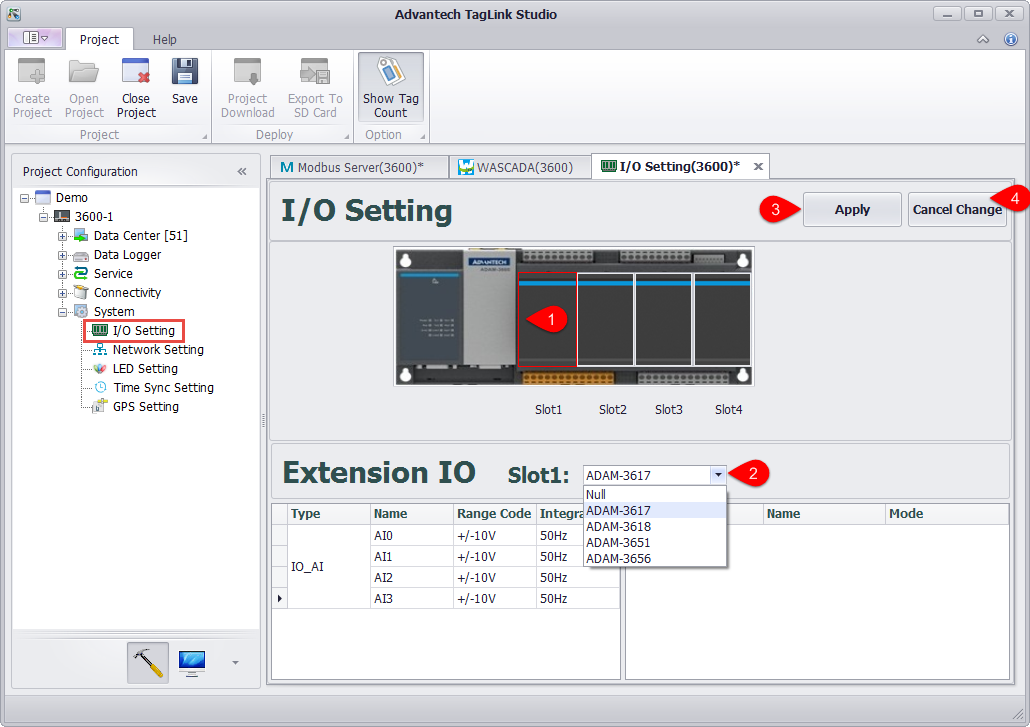 Advantech TagLink Studio
Project Help
Create Project
Open Project
Close Project
Save
Project Download
Export To SD Card
Show Tag Count
Project
Deploy
Option
Project Configuration
Demo
3600-1
Data Center [51]
Data Logger
Service
Connectivity
System
I/O Setting
Network Setting
LED Setting
Time Sync Setting
GPS Setting
Modbus Server(3600)*
WASCADA(3600)
I/O Setting(3600)*
I/O Setting
3
Apply
Cancel Change
4
ADVANTECH
ADAM-3600
1
Slot1 Slot2 Slot3 Slot4
Extension IO
Slot1:
ADAM-3617
2
Null
ADAM-3617
ADAM-3618
ADAM-3651
ADAM-3656
Type Name Range Code Integra Name Mode
IO_AI
AI0 +/-10V 50Hz
AI1 +/-10V 50Hz
AI2 +/-10V 50Hz
AI3 +/-10V 50Hz